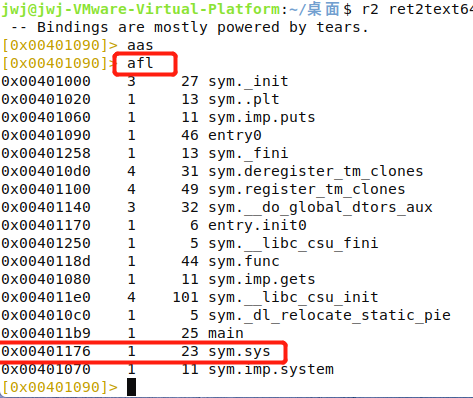 jwj@jwj-VMware-Virtual-Platform:~/桌面$ r2 ret2text64
-- Bindings are mostly powered by tears.
[0x00401090]> aas
[0x00401090]> afl
0x00401000 3 27 sym._init
0x00401020 1 13 sym..plt
0x00401060 1 11 sym.imp.puts
0x00401090 1 46 entry0
0x00401258 1 13 sym._fini
0x004010d0 4 31 sym.deregister_tm_clones
0x00401100 4 49 sym.register_tm_clones
0x00401140 3 32 sym.__do_global_dtors_aux
0x00401170 1 6 entry.init0
0x00401250 1 5 sym.__libc_csu_fini
0x0040118d 1 44 sym.func
0x00401080 1 11 sym.imp.gets
0x004011e0 4 101 sym.__libc_csu_init
0x004010c0 1 5 sym._dl_relocate_static_pie
0x004011b9 1 25 main
0x00401176 1 23 sym.sys
0x00401070 1 11 sym.imp.system
[0x00401090]>